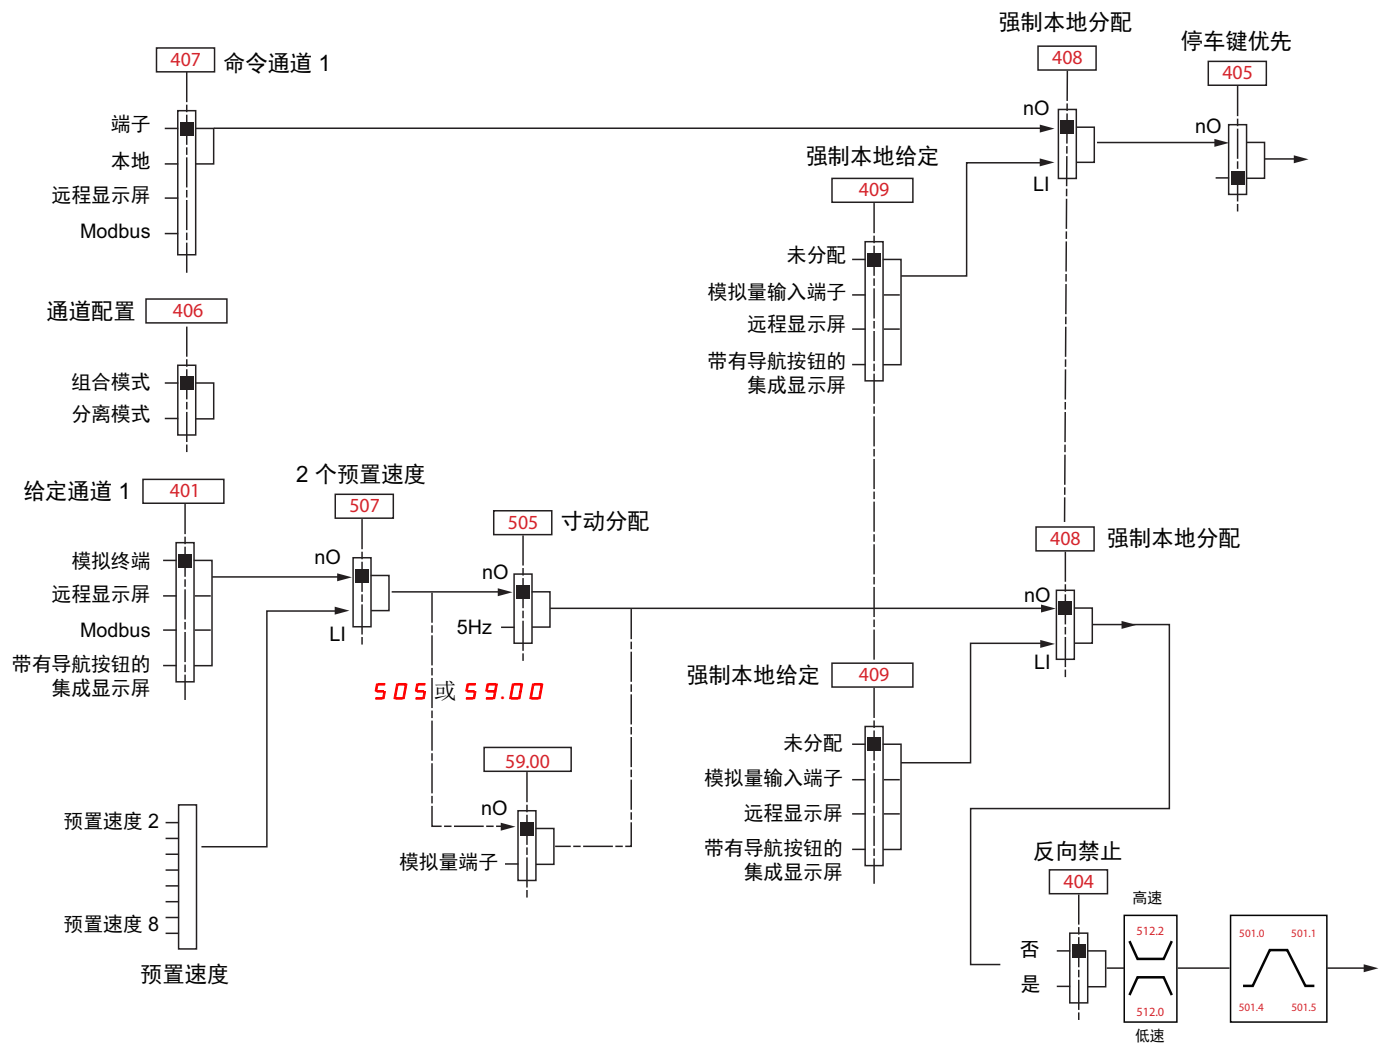 强制本地分配
408
停车键优先
405
407
命令通道 1
端子
本地
远程显示屏
Modbus
nO
LI
nO
强制本地给定
409
未分配
模拟量输入端子
远程显示屏
带有导航按钮的
集成显示屏
通道配置
406
组合模式
分离模式
给定通道 1
401
模拟终端
远程显示屏
Modbus
带有导航按钮的
集成显示屏
2 个预置速度
507
nO
LI
505
寸动分配
nO
5Hz
505或 59.00
59.00
nO
模拟量端子
408
强制本地分配
nO
LI
强制本地给定
409
未分配
模拟量输入端子
远程显示屏
带有导航按钮的
集成显示屏
预置速度 2
预置速度 8
预置速度
反向禁止
404
否
是
高速
512.2
512.0
低速
501.0
501.1
501.4
501.5